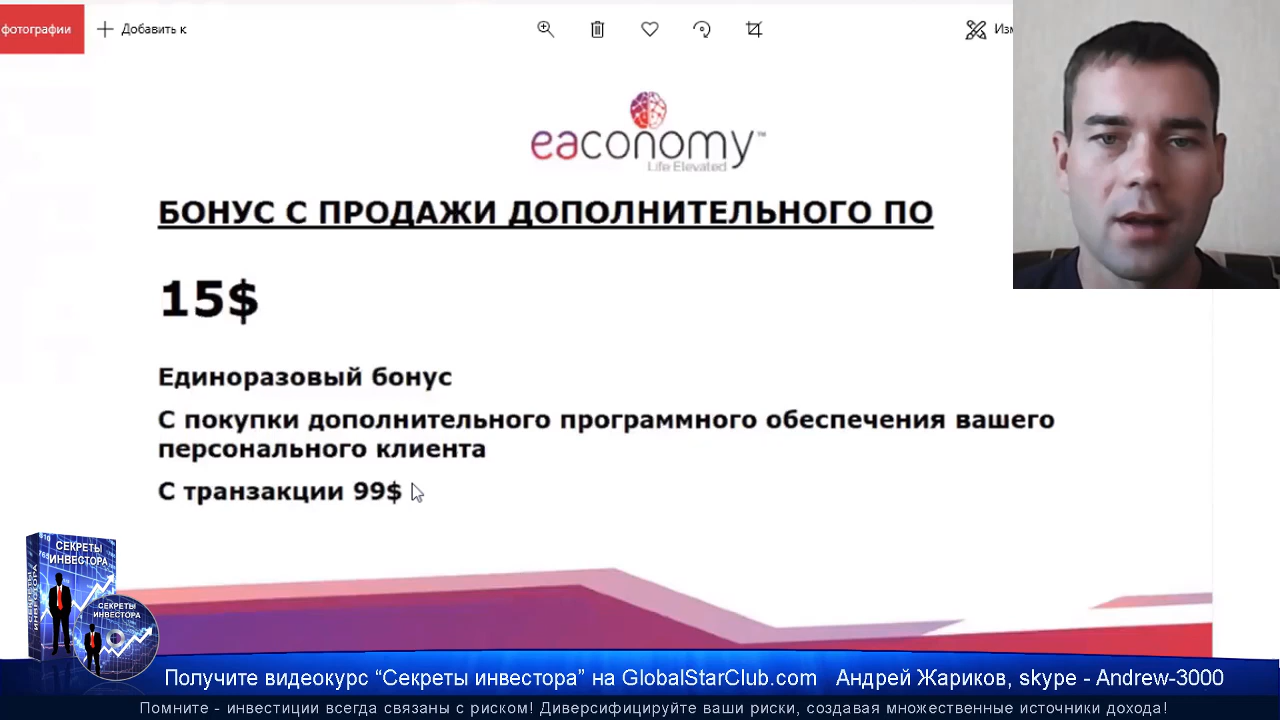 фотографии
Добавить к
Изм
eaconomy™
Life Elevated
БОНУС С ПРОДАЖИ ДОПОЛНИТЕЛЬНОГО ПО
15$
Единоразовый бонус
С покупки дополнительного программного обеспечения вашего
персонального клиента
С транзакции 99$
СЕКРЕТЫ
ИНВЕСТОРА
СЕКРЕТЫ
ИНВЕСТОРА
Получите видеокурс “Секреты инвестора” на GlobalStarClub.com Андрей Жариков, skype - Andrew-3000
Помните - инвестиции всегда связаны с риском! Диверсифицируйте ваши риски, создавая множественные источники дохода!